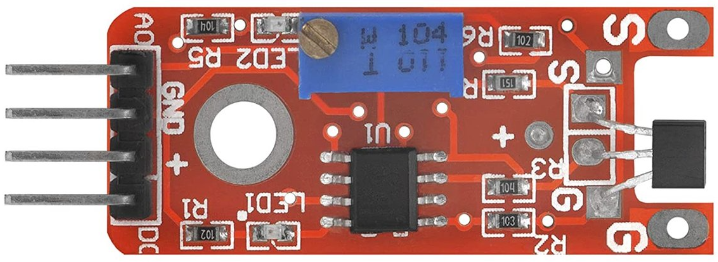 AO
GND
+
DO
104
R5
LED2
W 104
1 011
R6
102
R
151
S
S
U1
+
R3
104
103
R2
R1
102
LED1
G
G